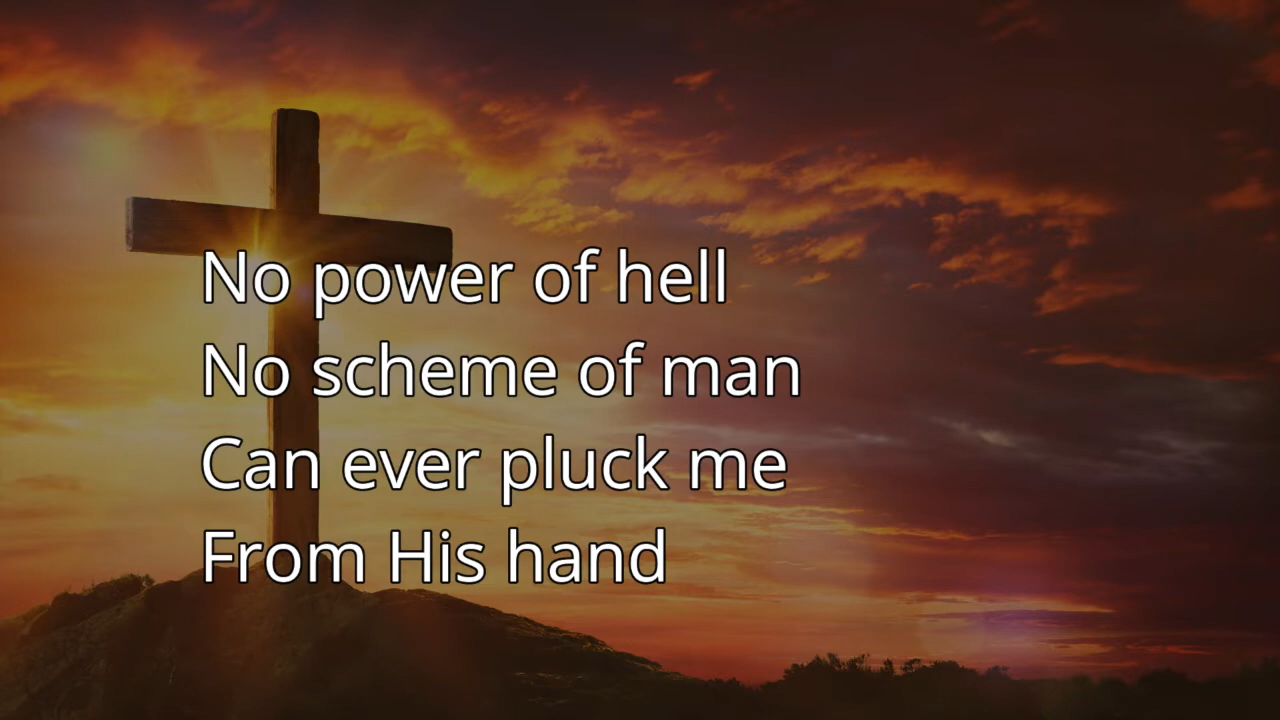 No power of hell
No scheme of man
Can ever pluck me
From His hand